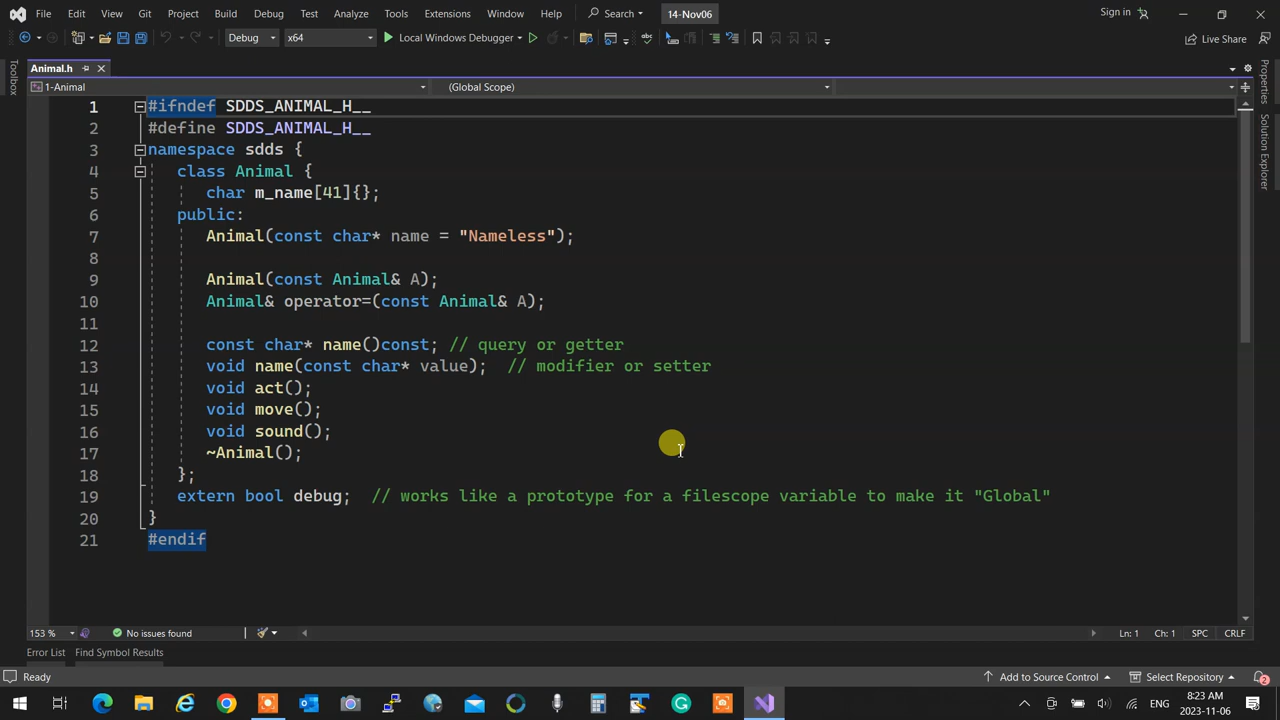 File Edit View Git Project Build Debug Test Analyze Tools Extensions Window Help Search 14-Nov06 Sign in
Debug x64 Local Windows Debugger Live Share
Toolbox
Animal.h
1-Animal (Global Scope)
1 #ifndef SDDS_ANIMAL_H__
2 #define SDDS_ANIMAL_H__
3 namespace sdds {
4 class Animal {
5 char m_name[41]{};
6 public:
7 Animal(const char* name = "Nameless");
8
9 Animal(const Animal& A);
10 Animal& operator=(const Animal& A);
11
12 const char* name()const; // query or getter
13 void name(const char* value); // modifier or setter
14 void act();
15 void move();
16 void sound();
17 ~Animal();
18 };
19 extern bool debug; // works like a prototype for a filescope variable to make it "Global"
20 }
21 #endif
Properties
Solution Explorer
153 % No issues found Ln: 1 Ch: 1 SPC CRLF
Error List Find Symbol Results
Ready Add to Source Control Select Repository 2
ENG 8:23 AM
2023-11-06